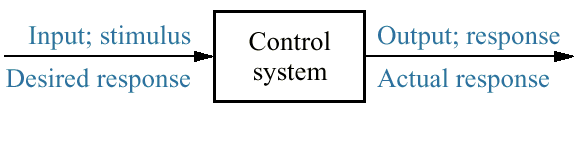 Input; stimulus
Desired response
Control
system
Output; response
Actual response